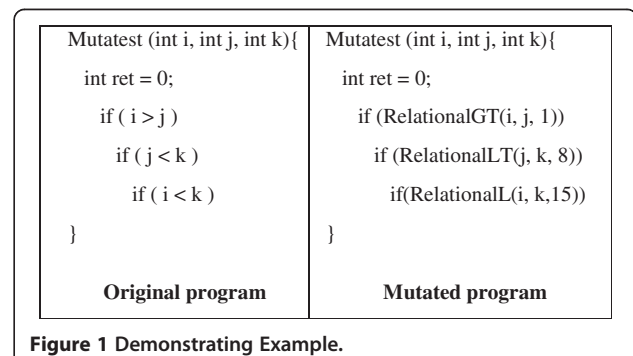 Mutatest (int i, int j, int k){
int ret = 0;
if ( i > j )
if ( j < k )
if ( i < k )
}
Original program
Mutatest (int i, int j, int k){
int ret = 0;
if (RelationalGT(i, j, 1))
if (RelationalLT(j, k, 8))
if(RelationalL(i, k,15))
}
Mutated program
Figure 1 Demonstrating Example.